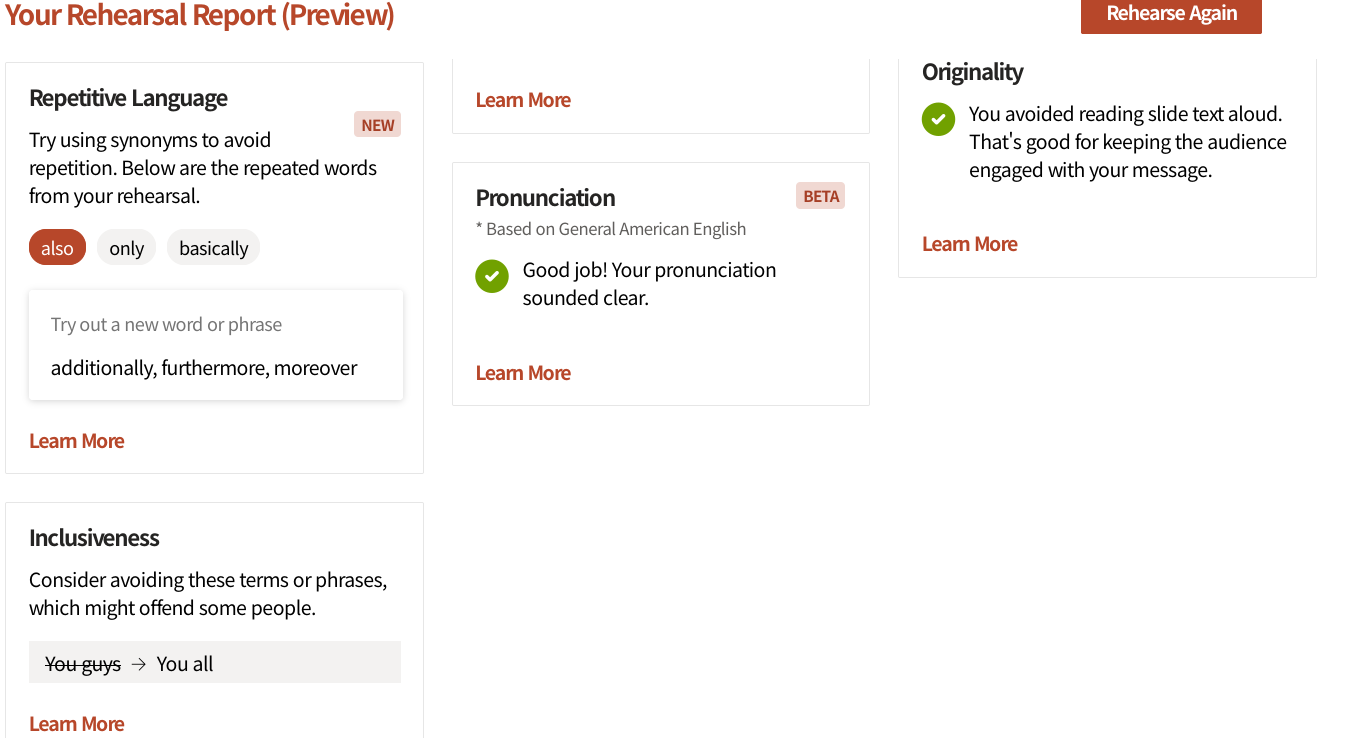 Your Rehearsal Report (Preview)
Rehearse Again
Repetitive Language
NEW
Try using synonyms to avoid
repetition. Below are the repeated words
from your rehearsal.
also only basically
Try out a new word or phrase
additionally, furthermore, moreover
Learn More
Inclusiveness
Consider avoiding these terms or phrases,
which might offend some people.
You guys → You all
Learn More
Learn More
Pronunciation
BETA
* Based on General American English
Good job! Your pronunciation
sounded clear.
Learn More
Originality
You avoided reading slide text aloud.
That's good for keeping the audience
engaged with your message.
Learn More